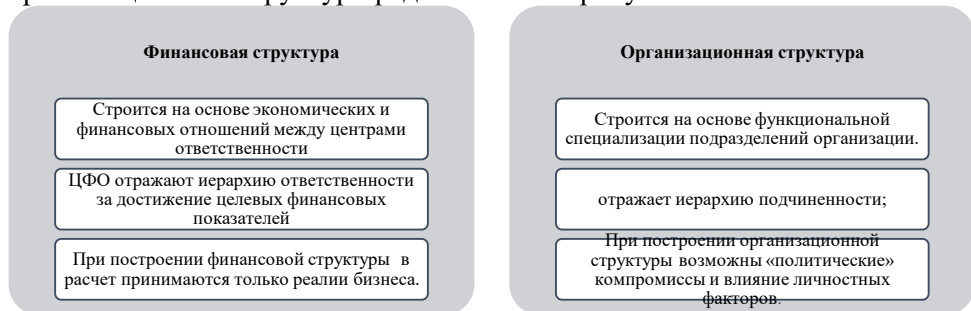 Финансовая структура
Строится на основе экономических и
финансовых отношений между центрами
ответственности
ЦФО отражают иерархию ответственности
за достижение целевых финансовых
показателей
При построении финансовой структуры в
расчет принимаются только реалии бизнеса.
Организационная структура
Строится на основе функциональной
специализации подразделений организации.
отражает иерархию подчиненности;
При построении организационной
структуры возможны «политические»
компромиссы и влияние личностных
факторов.